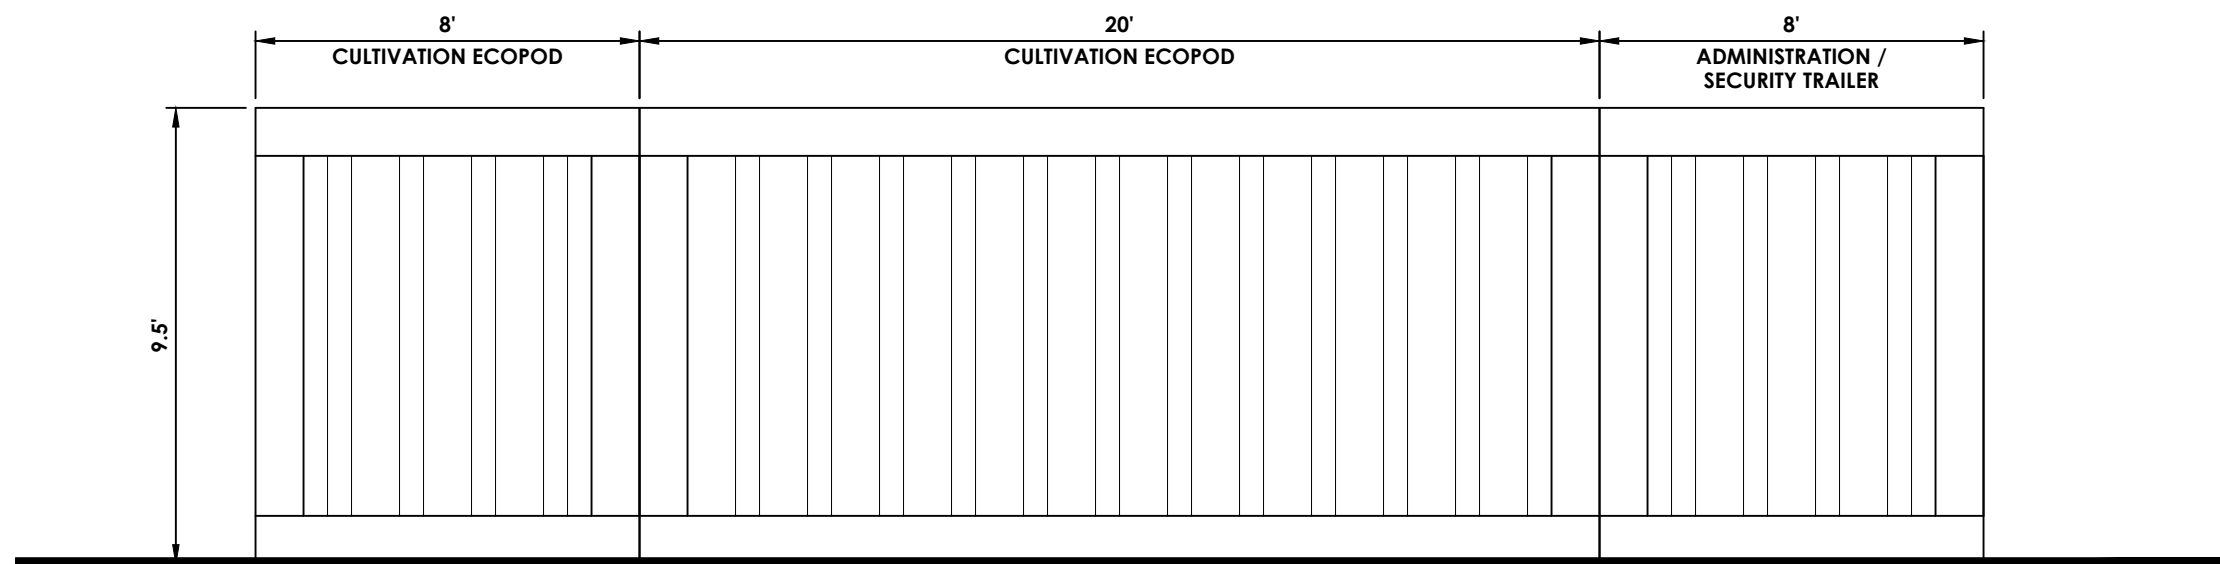 8'
CULTIVATION ECOPOD
20'
CULTIVATION ECOPOD
8'
ADMINISTRATION /
SECURITY TRAILER
9.5'